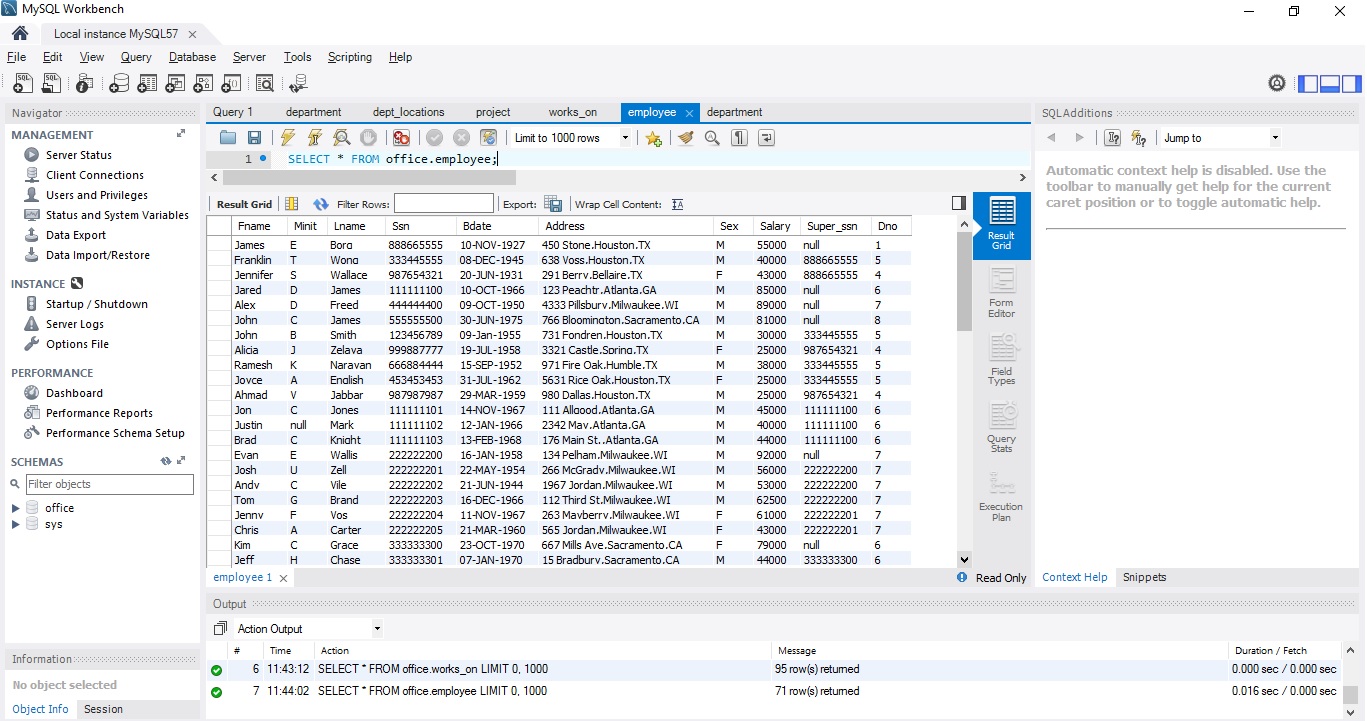 MySQL Workbench
Local instance MySQL57
File Edit View Query Database Server Tools Scripting Help
Navigator
MANAGEMENT
Server Status
Client Connections
Users and Privileges
Status and System Variables
Data Export
Data Import/Restore
INSTANCE
Startup / Shutdown
Server Logs
Options File
PERFORMANCE
Dashboard
Performance Reports
Performance Schema Setup
SCHEMAS
Filter objects
office
sys
Information
No object selected
Object Info Session
Query 1 department dept_locations project works_on employee department
Limit to 1000 rows
1 SELECT * FROM office.employee;
Result Grid Filter Rows: Export: Wrap Cell Content: IA
Fname Minit Lname Ssn Bdate Address Sex Salary Super_ssn Dno
James E Borg 888665555 10-NOV-1927 450 Stone,Houston,TX M 55000 null 1
Franklin T Wong 333445555 08-DEC-1945 638 Voss,Houston,TX M 40000 888665555 5
Jennifer S Wallace 987654321 20-JUN-1931 291 Berry,Bellaire,TX F 43000 888665555 4
Jared D James 111111100 10-OCT-1966 123 Peachtr,Atlanta,GA M 85000 null 6
Alex D Freed 444444400 09-OCT-1950 4333 Pillsbury,Milwaukee,WI M 89000 null 7
John C James 555555500 30-JUN-1975 766 Bloomington,Sacramento,CA M 81000 null 8
John B Smith 123456789 09-Jan-1955 731 Fondren,Houston,TX M 30000 333445555 5
Alicia J Zelaya 999887777 19-JUL-1958 3321 Castle,Spring,TX F 25000 987654321 4
Ramesh K Narayan 666884444 15-SEP-1952 971 Fire Oak,Humble,TX M 38000 333445555 5
Joyce A English 453453453 31-JUL-1962 5631 Rice Oak,Houston,TX F 25000 333445555 5
Ahmad V Jabbar 987987987 29-MAR-1959 980 Dallas,Houston,TX M 25000 987654321 4
Jon C Jones 111111101 14-NOV-1967 111 Allgood,Atlanta,GA M 45000 111111100 6
Justin null Mark 111111102 12-JAN-1966 2342 May,Atlanta,GA M 40000 111111100 6
Brad C Knight 111111103 13-FEB-1968 176 Main St.,Atlanta,GA M 44000 111111100 6
Evan E Wallis 222222200 16-JAN-1958 134 Pelham,Milwaukee,WI M 92000 null 7
Josh U Zell 222222201 22-MAY-1954 266 McGrady,Milwaukee,WI M 56000 222222200 7
Andy C Vile 222222202 21-JUN-1944 1967 Jordan,Milwaukee,WI M 53000 222222200 7
Tom G Brand 222222203 16-DEC-1966 112 Third St,Milwaukee,WI M 62500 222222200 7
Jenny F Vos 222222204 11-NOV-1967 263 Mayberry,Milwaukee,WI F 61000 222222201 7
Chris A Carter 222222205 21-MAR-1960 565 Jordan,Milwaukee,WI F 43000 222222201 7
Kim C Grace 333333300 23-OCT-1970 667 Mills Ave,Sacramento,CA F 79000 null 6
Jeff H Chase 333333301 07-JAN-1970 15 Bradbury,Sacramento,CA M 44000 333333300 6
employee 1
Read Only
Result
Grid
Form
Editor
Field
Types
Query
Stats
Execution
Plan
SQLAdditions
Jump to
Automatic context help is disabled. Use the
toolbar to manually get help for the current
caret position or to toggle automatic help.
Context Help Snippets
Output
Action Output
# Time Action Message Duration / Fetch
6 11:43:12 SELECT * FROM office.works_on LIMIT 0, 1000 95 row(s) returned 0.000 sec / 0.000 sec
7 11:44:02 SELECT * FROM office.employee LIMIT 0, 1000 71 row(s) returned 0.016 sec / 0.000 sec